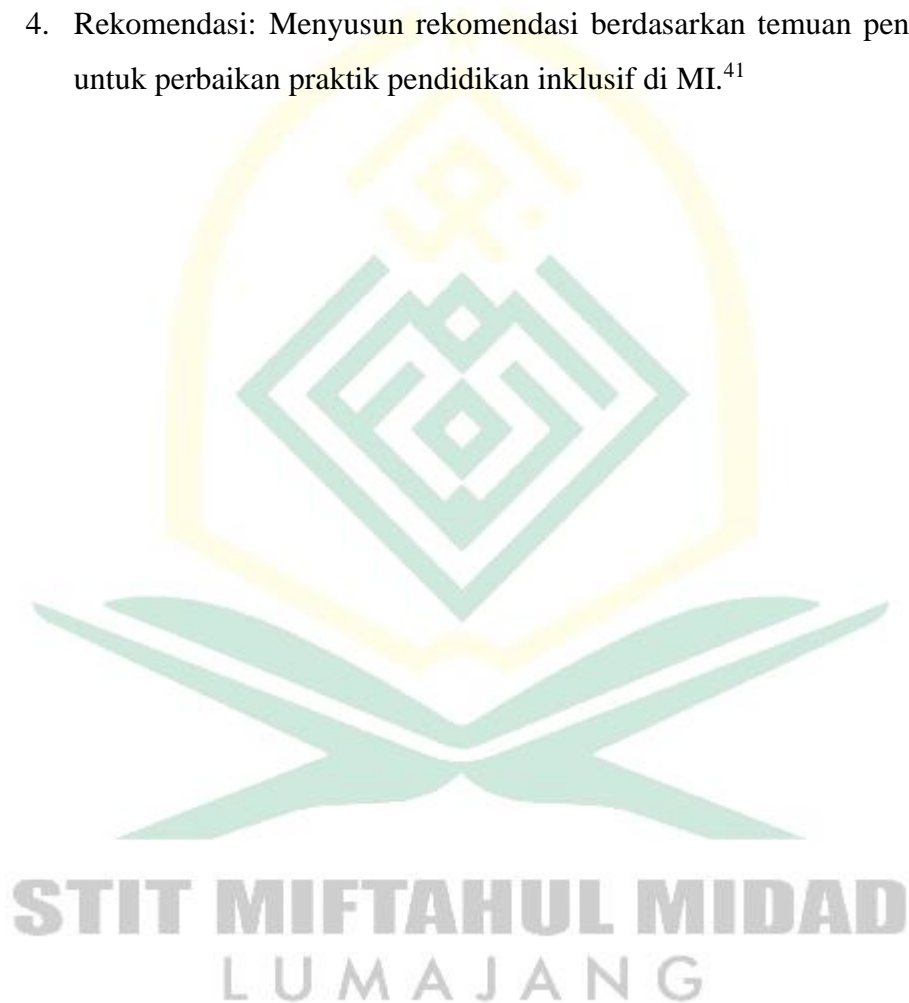 4. Rekomendasi: Menyusun rekomendasi berdasarkan temuan pen
untuk perbaikan praktik pendidikan inklusif di MI.41
STIT MIFTAHUL MIDAD
LUMAJANG